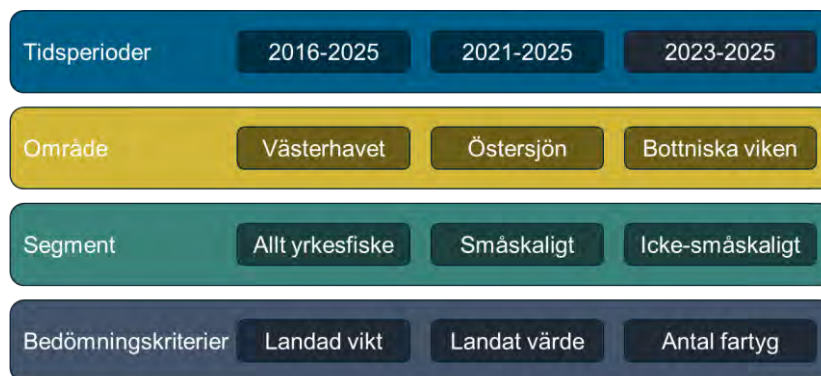 Tidsperioder 2016-2025 2021-2025 2023-2025
Område Västerhavet Östersjön Bottniska viken
Segment Allt yrkesfiske Småskaligt Icke-småskaligt
Bedömningskriterier Landad vikt Landat värde Antal fartyg